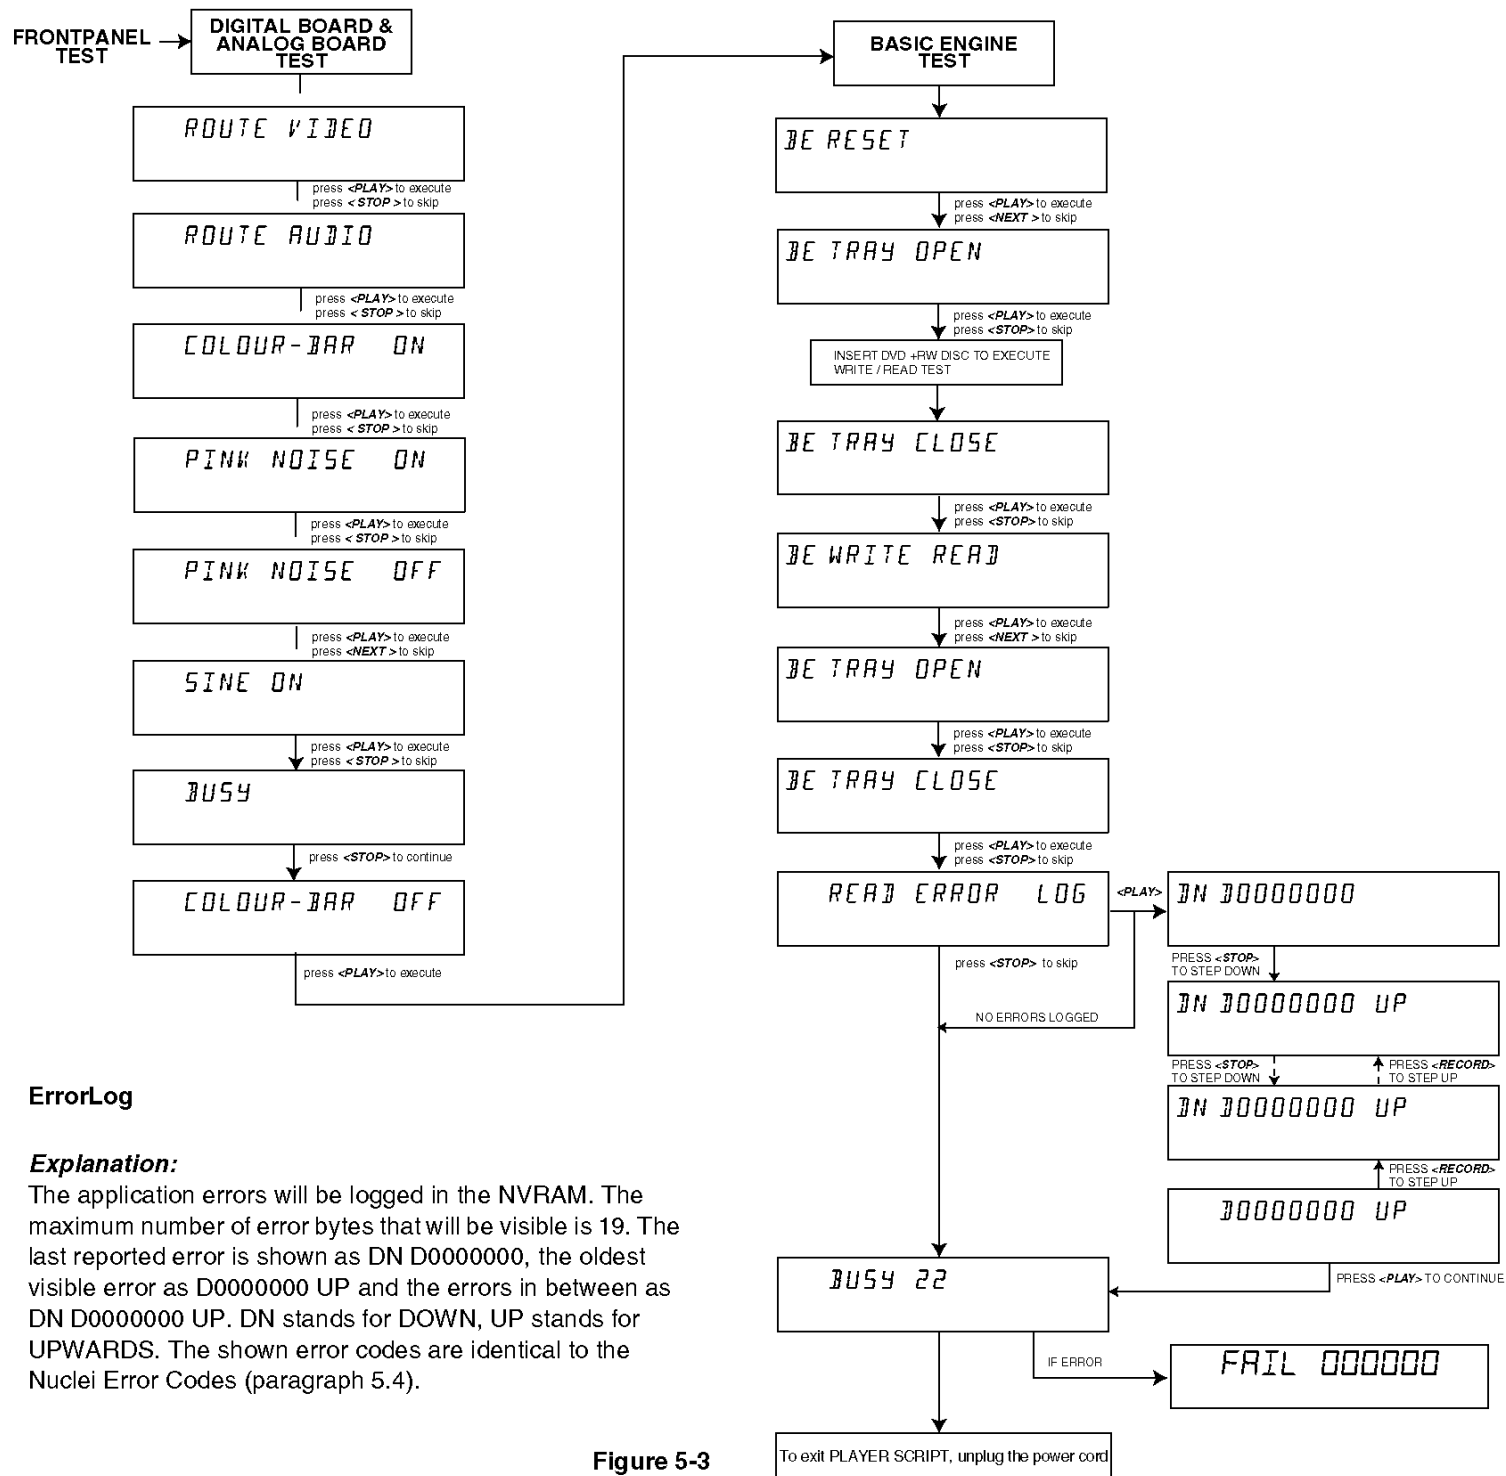 FRONTPANEL
TEST
DIGITAL BOARD &
ANALOG BOARD
TEST
ROUTE VIDEO
press <PLAY> to execute
press < STOP > to skip
ROUTE AUDIO
press <PLAY> to execute
press < STOP > to skip
COLOUR-BAR ON
press <PLAY> to execute
press < STOP > to skip
PINK NOISE ON
press <PLAY> to execute
press < STOP > to skip
PINK NOISE OFF
press <PLAY> to execute
press <NEXT > to skip
SINE ON
press <PLAY> to execute
press < STOP > to skip
BUSY
press <STOP> to continue
COLOUR-BAR OFF
press <PLAY> to execute
BASIC ENGINE
TEST
BE RESET
press <PLAY> to execute
press <NEXT > to skip
BE TRAY OPEN
press <PLAY> to execute
press <STOP> to skip
INSERT DVD +RW DISC TO EXECUTE
WRITE / READ TEST
BE TRAY CLOSE
press <PLAY> to execute
press <STOP> to skip
BE WRITE READ
press <PLAY> to execute
press <NEXT > to skip
BE TRAY OPEN
press <PLAY> to execute
press <STOP> to skip
BE TRAY CLOSE
press <PLAY> to execute
press <STOP> to skip
READ ERROR LOG
<PLAY>
press <STOP> to skip
NO ERRORS LOGGED
DN D0000000
PRESS <STOP>
TO STEP DOWN
DN D0000000 UP
PRESS <STOP>
TO STEP DOWN
PRESS <RECORD>
TO STEP UP
DN D0000000 UP
PRESS <RECORD>
TO STEP UP
D0000000 UP
PRESS <PLAY> TO CONTINUE
BUSY 22
IF ERROR
FAIL 000000
To exit PLAYER SCRIPT, unplug the power cord
ErrorLog
Explanation:
The application errors will be logged in the NVRAM. The
maximum number of error bytes that will be visible is 19. The
last reported error is shown as DN D0000000, the oldest
visible error as D0000000 UP and the errors in between as
DN D0000000 UP. DN stands for DOWN, UP stands for
UPWARDS. The shown error codes are identical to the
Nuclei Error Codes (paragraph 5.4).
Figure 5-3